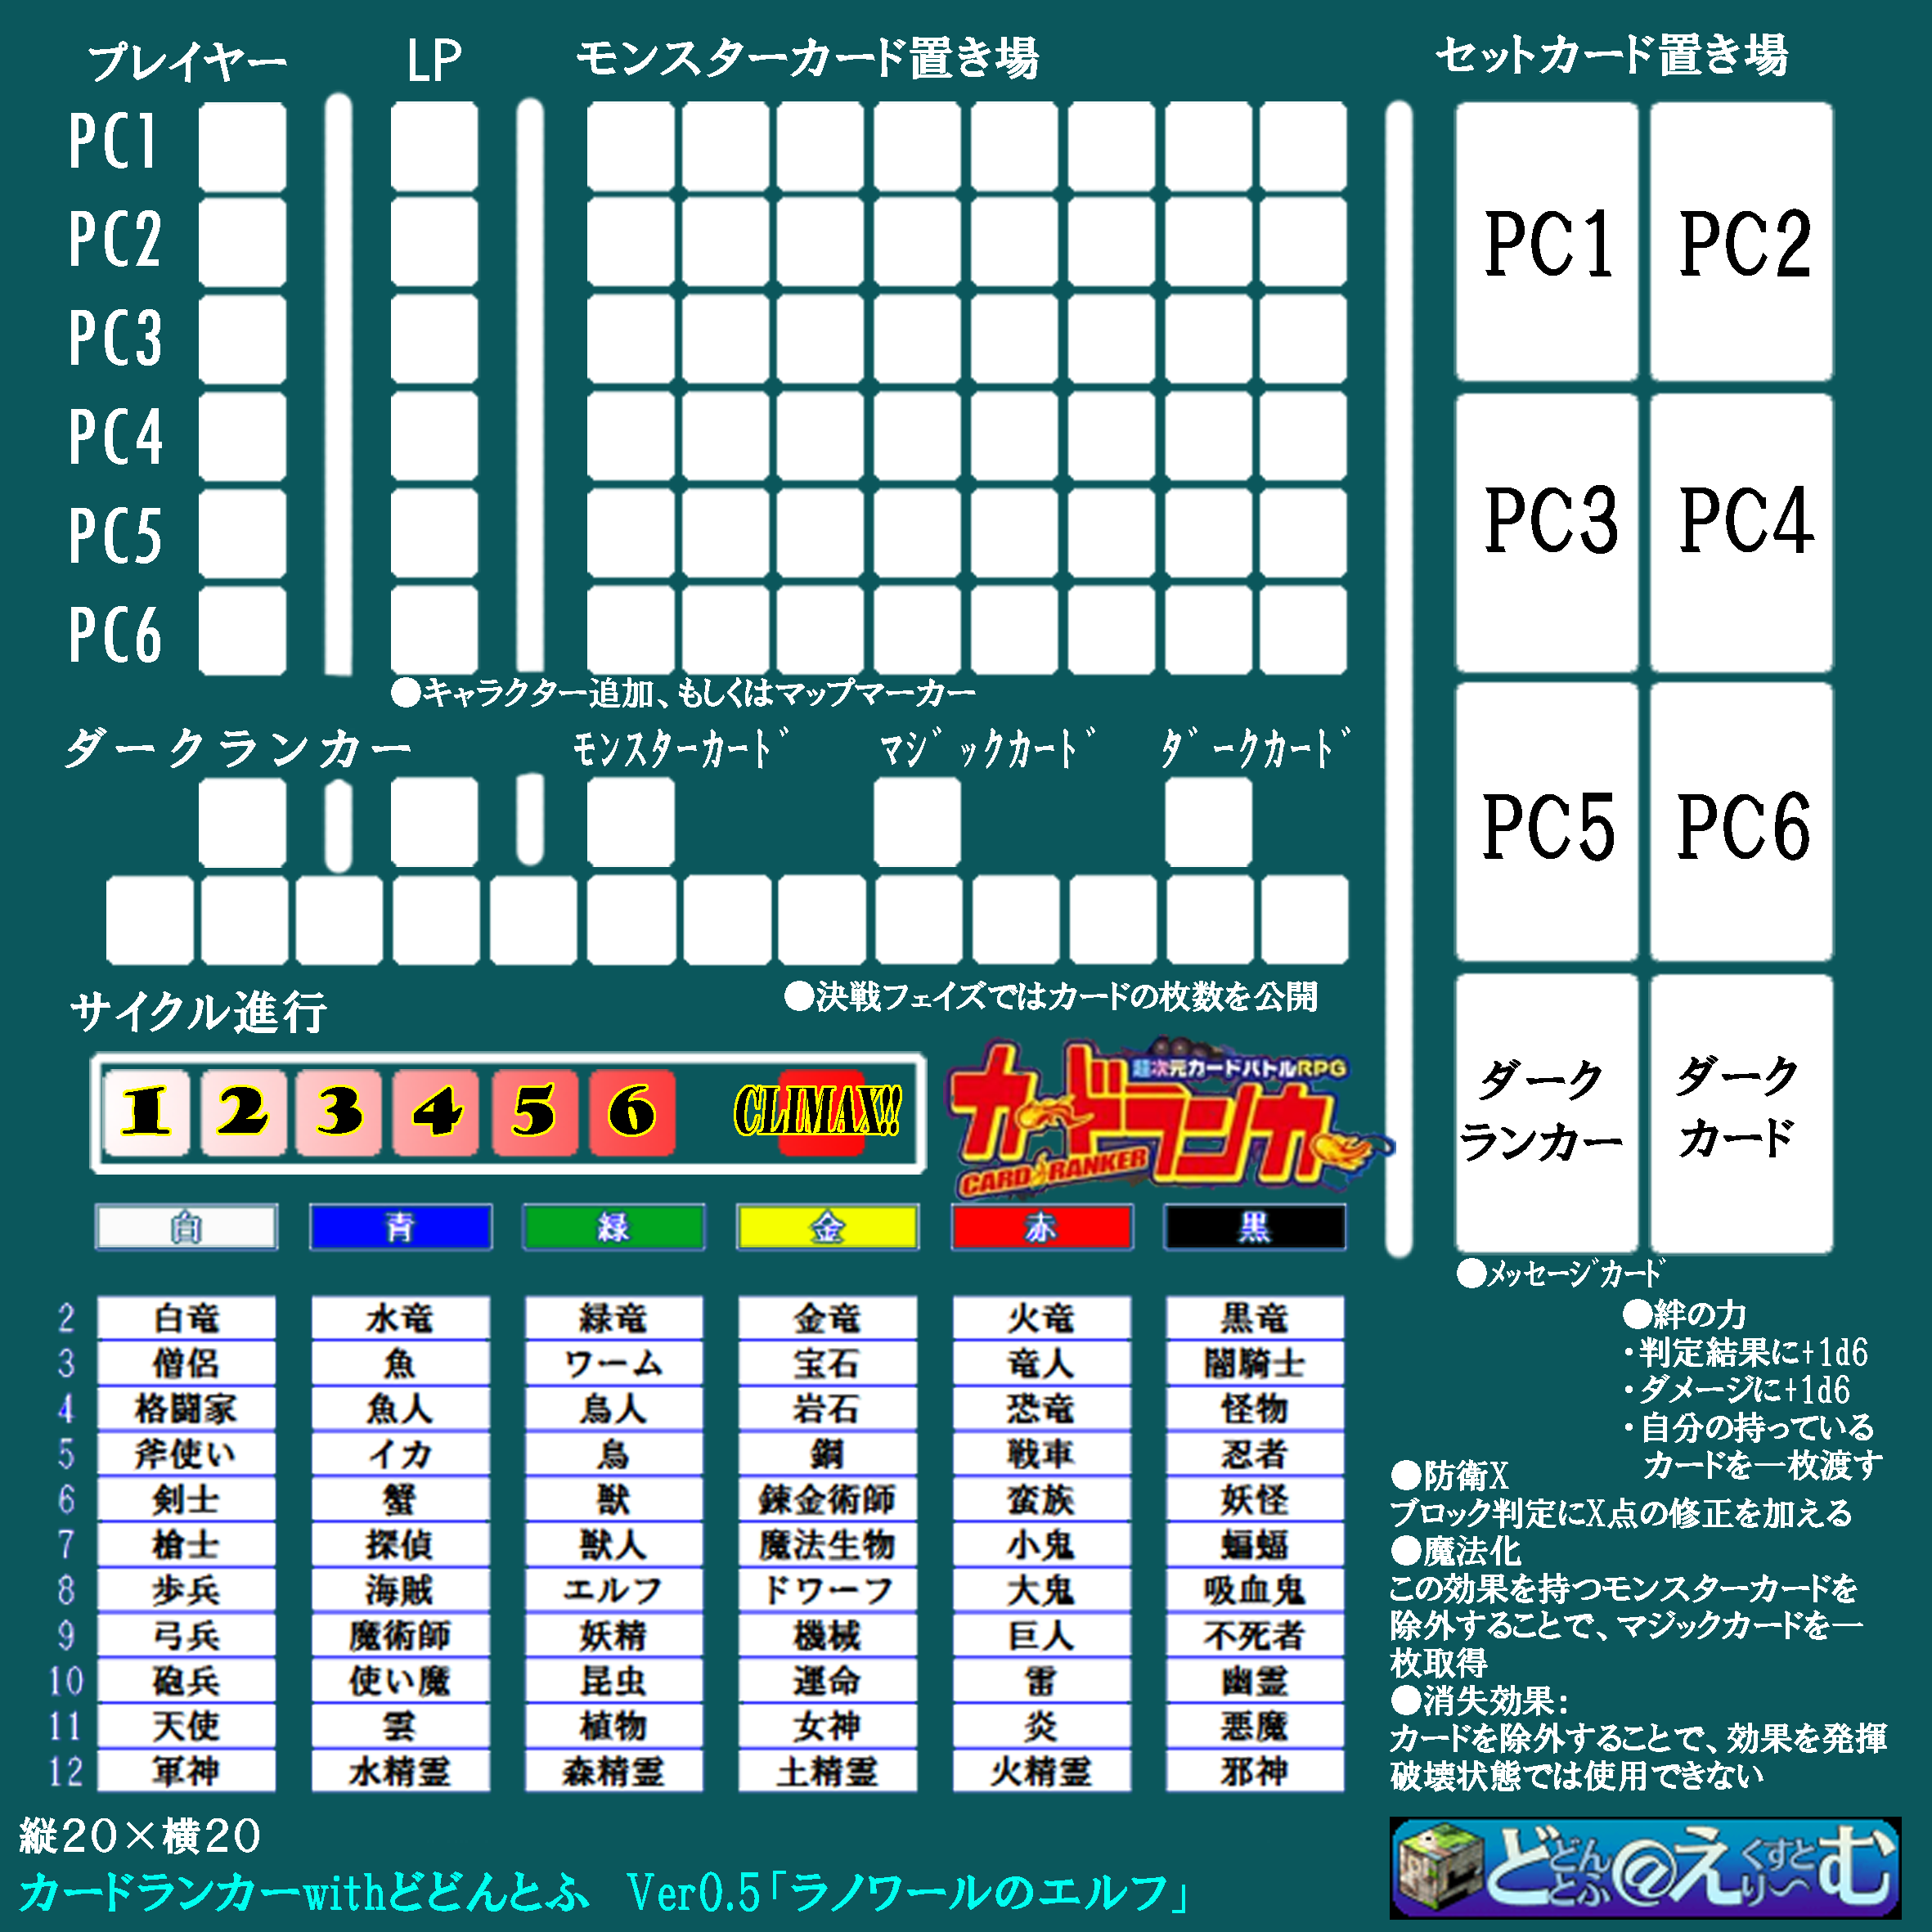 プレイヤー LP モンスターカード置き場 セットカード置き場
PC1
PC2
PC3
PC4
PC5
PC6
PC1 PC2
PC3 PC4
PC5 PC6
ダークランカー ダークカード
●キャラクター追加、もしくはマップマーカー
ダークランカー モンスターカード マジックカード ダークカード
●決戦フェイズではカードの枚数を公開
サイクル進行
1 2 3 4 5 6 CLIMAX!!
超次元カードバトルRPG
カードランカー
CARD RANKER
白 青 緑 金 赤 黒
2 白竜 水竜 緑竜 金竜 火竜 黒竜
3 僧侶 魚 ワーム 宝石 竜人 闇騎士
4 格闘家 魚人 鳥人 岩石 恐竜 怪物
5 斧使い イカ 鳥 鋼 戦車 忍者
6 剣士 蟹 獣 錬金術師 蛮族 妖怪
7 槍士 探偵 獣人 魔法生物 小鬼 蝙蝠
8 歩兵 海賊 エルフ ドワーフ 大鬼 吸血鬼
9 弓兵 魔術師 妖精 機械 巨人 不死者
10 砲兵 使い魔 昆虫 運命 雷 幽霊
11 天使 雲 植物 女神 炎 悪魔
12 軍神 水精霊 森精霊 土精霊 火精霊 邪神
●メッセージカード
●絆の力
・判定結果に+1d6
・ダメージに+1d6
・自分の持っている
カードを一枚渡す
●防衛X
ブロック判定にX点の修正を加える
●魔法化
この効果を持つモンスターカードを
除外することで、マジックカードを一
枚取得
●消失効果:
カードを除外することで、効果を発揮
破壊状態では使用できない
縦20×横20
カードランカーwithどどんとふ Ver0.5「ラノワールのエルフ」
どどんとふ@えくすとり〜む